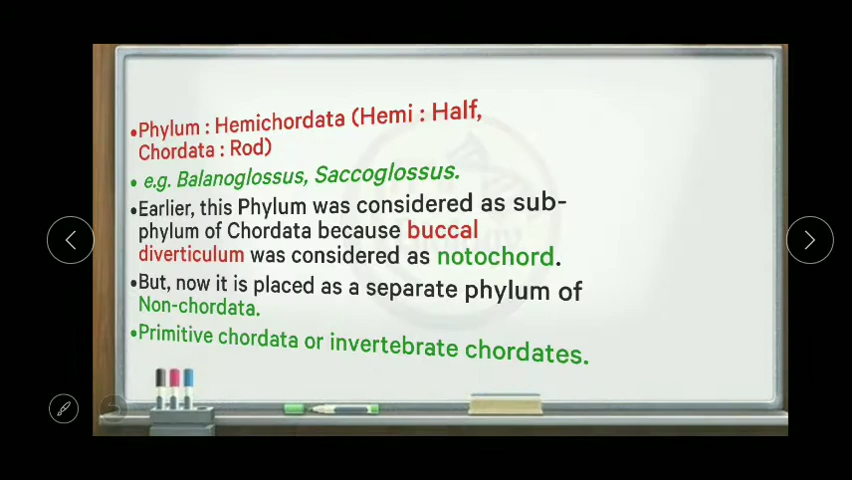 •Phylum : Hemichordata (Hemi : Half,
Chordata : Rod)
• e.g. Balanoglossus, Saccoglossus.
•Earlier, this Phylum was considered as sub-
phylum of Chordata because buccal
diverticulum was considered as notochord.
•But, now it is placed as a separate phylum of
Non-chordata.
•Primitive chordata or invertebrate chordates.